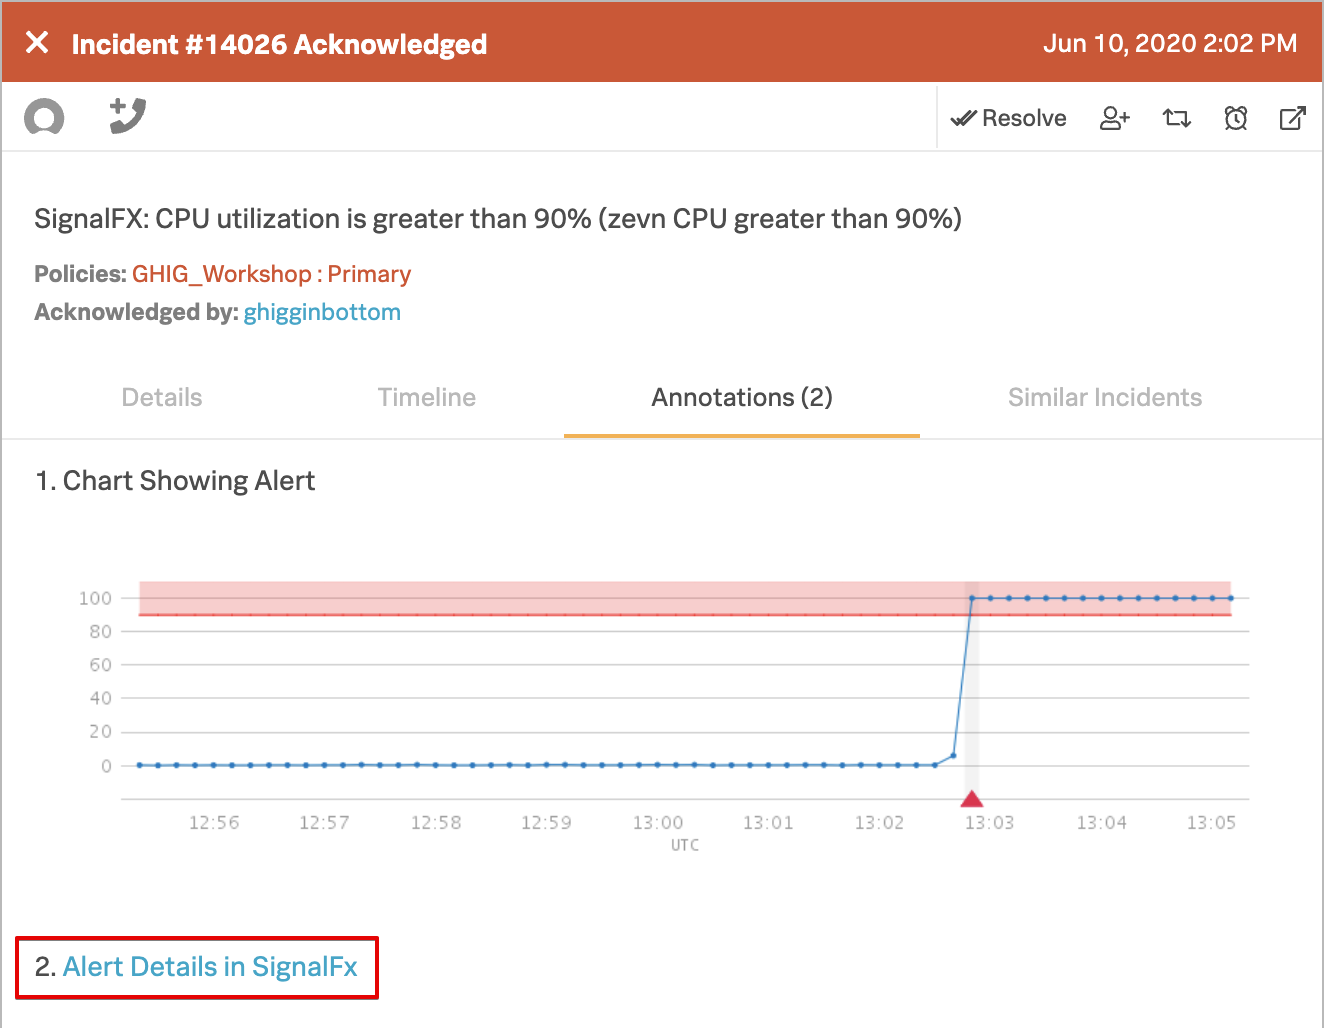 Incident #14026 Acknowledged
Jun 10, 2020 2:02 PM
Resolve
SignalFX: CPU utilization is greater than 90% (zevn CPU greater than 90%)
Policies: GHIG_Workshop : Primary
Acknowledged by: ghigginbottom
Details Timeline Annotations (2) Similar Incidents
1. Chart Showing Alert
100
80
60
40
20
0
12:56 12:57 12:58 12:59 13:00 13:01 13:02 13:03 13:04 13:05
UTC
2. Alert Details in SignalFx